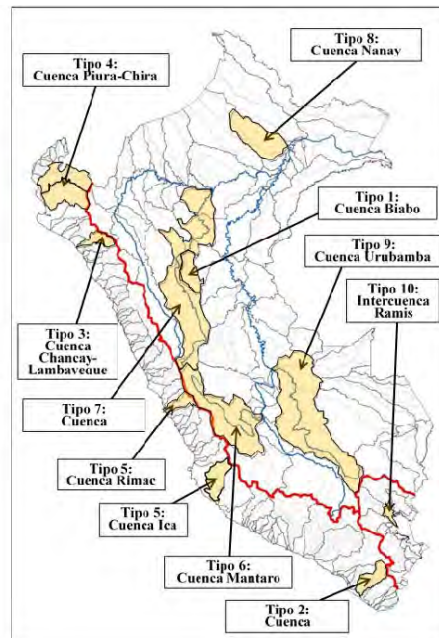 Tipo 4:
Cuenca Piura-Chira
Tipo 8:
Cuenca Nanay
Tipo 1:
Cuenca Biabo
Tipo 9:
Cuenca Urubamba
Tipo 10:
Intercuenca
Ramis
Tipo 3:
Cuenca
Chancay-
Lambayeque
Tipo 7:
Cuenca
Tipo 5:
Cuenca Rimac
Tipo 5:
Cuenca Ica
Tipo 6:
Cuenca Mantaro
Tipo 2:
Cuenca